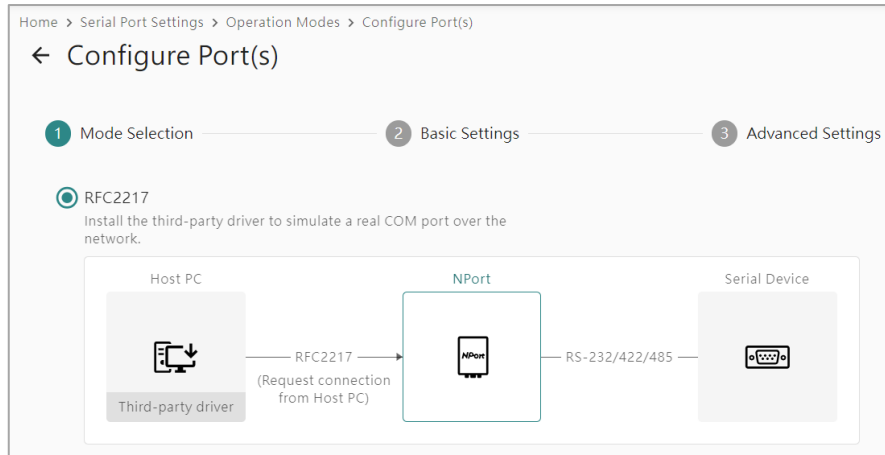 Home > Serial Port Settings > Operation Modes > Configure Port(s)
← Configure Port(s)
1 Mode Selection 2 Basic Settings 3 Advanced Settings
RFC2217
Install the third-party driver to simulate a real COM port over the
network.
Host PC NPort Serial Device
NPort
RFC2217 RS-232/422/485
(Request connection
from Host PC)
Third-party driver